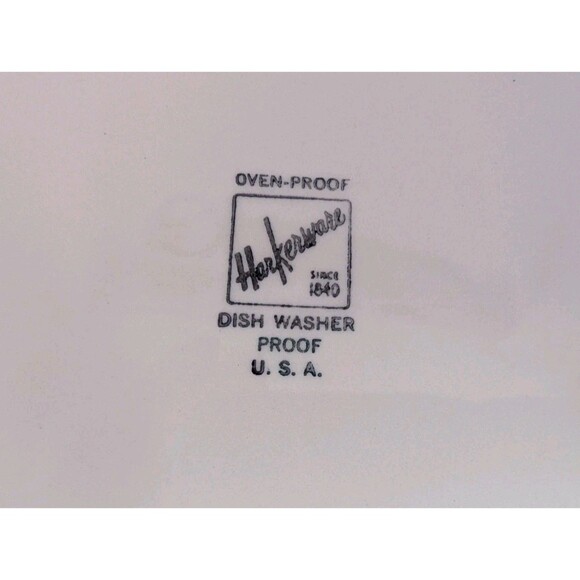 OVEN-PROOF
Harkerware
SINCE
1840
DISH WASHER
PROOF
U. S. A.